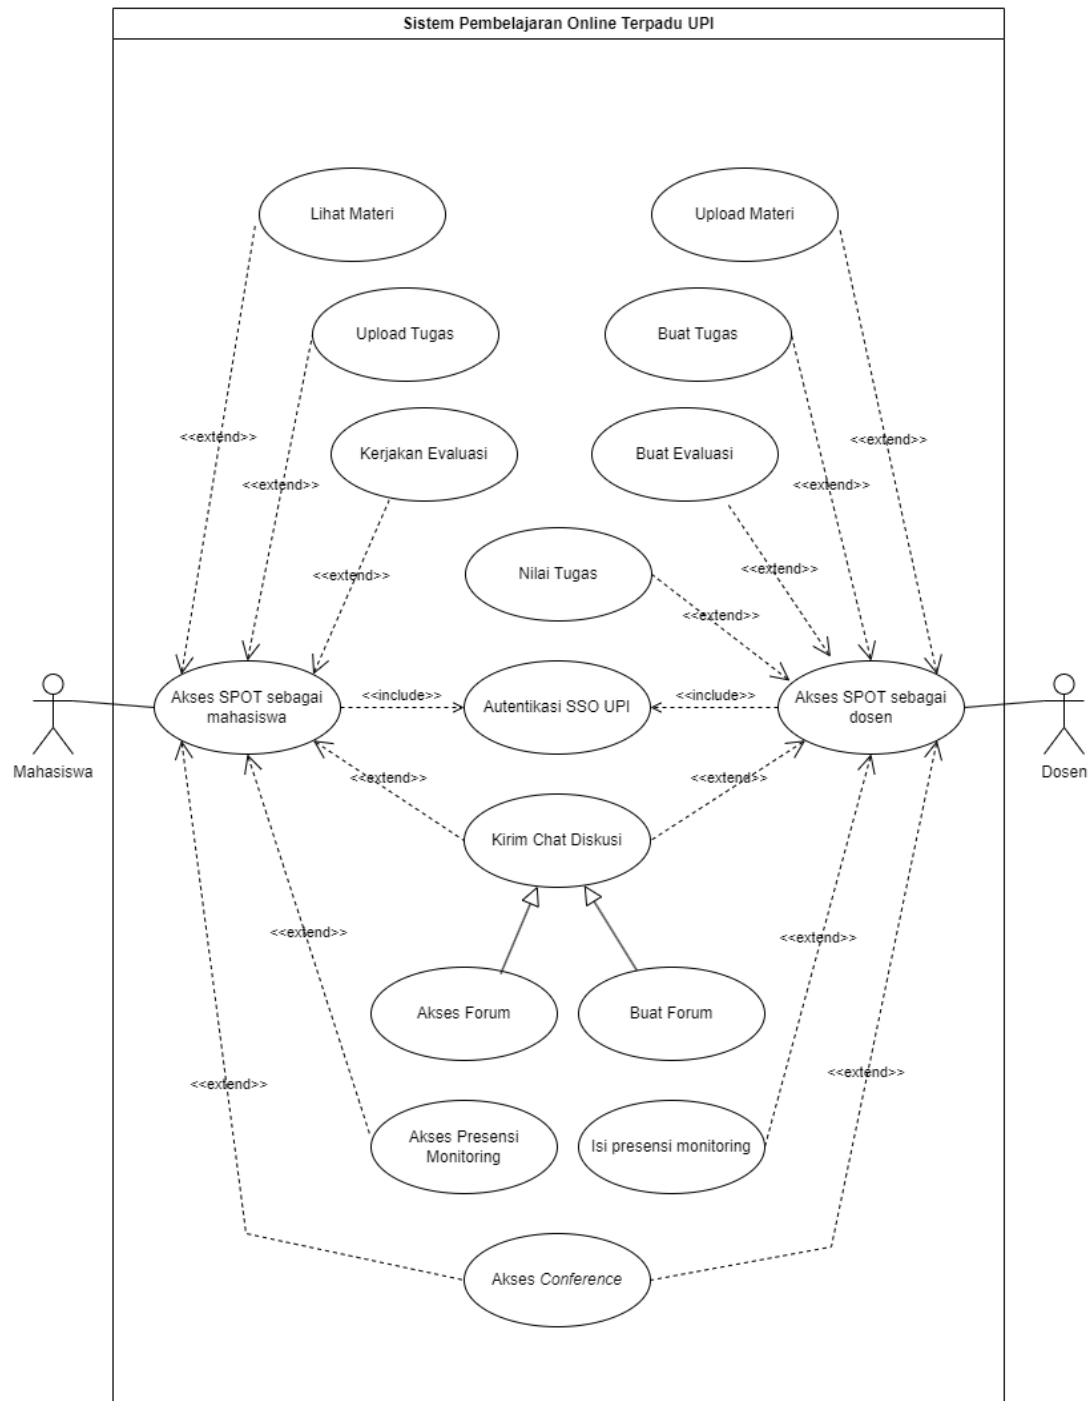 Sistem Pembelajaran Online Terpadu UPI
Lihat Materi
Upload Materi
Upload Tugas
Buat Tugas
<<extend>>
<<extend>>
Kerjakan Evaluasi
Buat Evaluasi
<<extend>>
<<extend>>
Nilai Tugas
<<extend>>
<<extend>>
<<extend>>
Akses SPOT sebagai
mahasiswa
<<include>>
Autentikasi SSO UPI
<<include>>
Akses SPOT sebagai
dosen
Mahasiswa
Dosen
<<extend>>
<<extend>>
Kirim Chat Diskusi
<<extend>>
<<extend>>
Akses Forum
Buat Forum
<<extend>>
<<extend>>
Akses Presensi
Monitoring
Isi presensi monitoring
Akses Conference